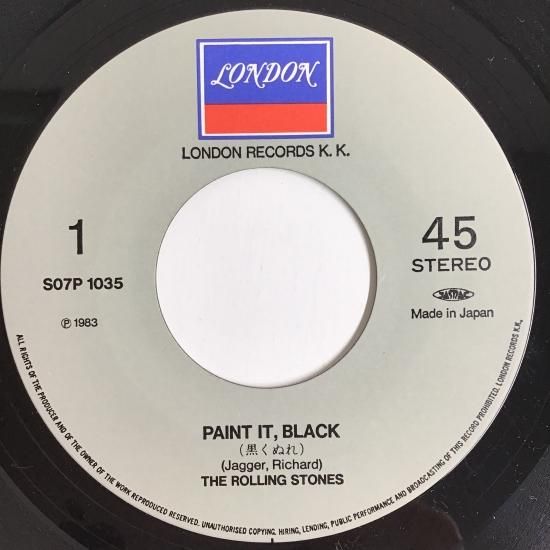 LONDON
LONDON RECORDS K. K.
1
45
S07P 1035
STEREO
JASRAC
℗ 1983
Made in Japan
PAINT IT, BLACK
(黒くぬれ)
(Jagger, Richard)
THE ROLLING STONES
ALL RIGHTS OF THE PRODUCER AND OF THE OWNER OF THE WORK REPRODUCED RESERVED. UNAUTHORISED COPYING, HIRING, LENDING, PUBLIC PERFORMANCE AND BROADCASTING OF THIS RECORD PROHIBITED. LONDON RECORDS K.K.